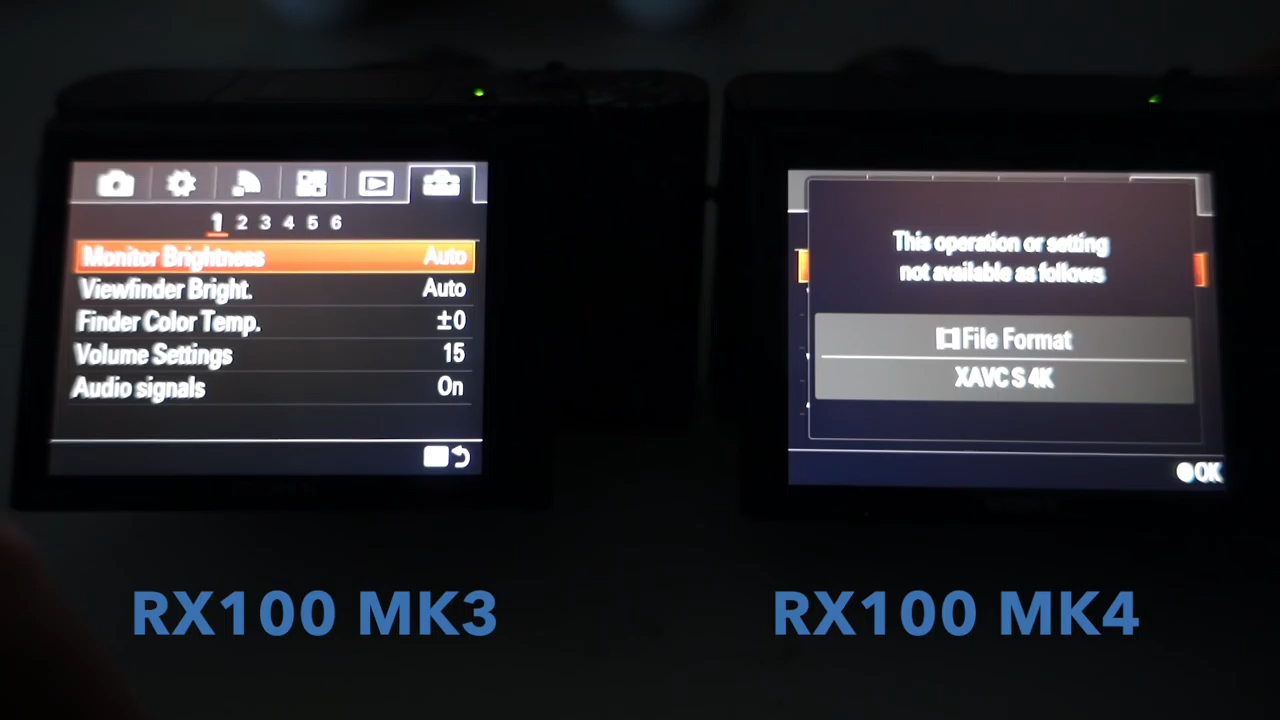 1 2 3 4 5 6
Monitor Brightness Auto
Viewfinder Bright. Auto
Finder Color Temp. ±0
Volume Settings 15
Audio signals On
This operation or setting
not available as follows
File Format
XAVC S 4K
OK
RX100 MK3
RX100 MK4